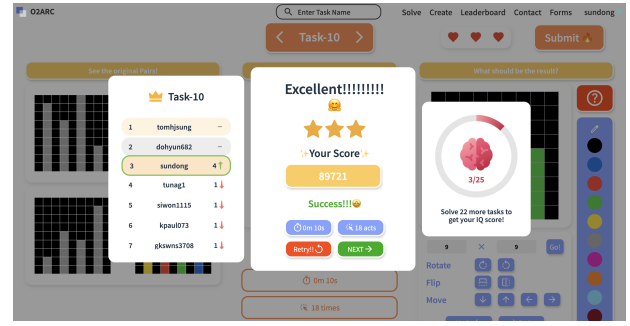 O2ARC
Enter Task Name
Solve Create Leaderboard Contact Forms sundong
Task-10
Submit
See the original Pairs!
What should be the result?
Task-10
1 tomhjsung –
2 dohyun682 –
3 sundong 4↑
4 tunag1 1↓
5 siwon1115 1↓
6 kpaul073 1↓
7 gkswns3708 1↓
Excellent!!!!!!!!!
🤗
✨Your Score✨
89721
Success!!!
0m 10s
18 acts
Retry!!
NEXT →
3/25
Solve 22 more tasks to
get your IQ score!
9 × 9 Go!
Rotate
Flip
Move
0m 10s
18 times